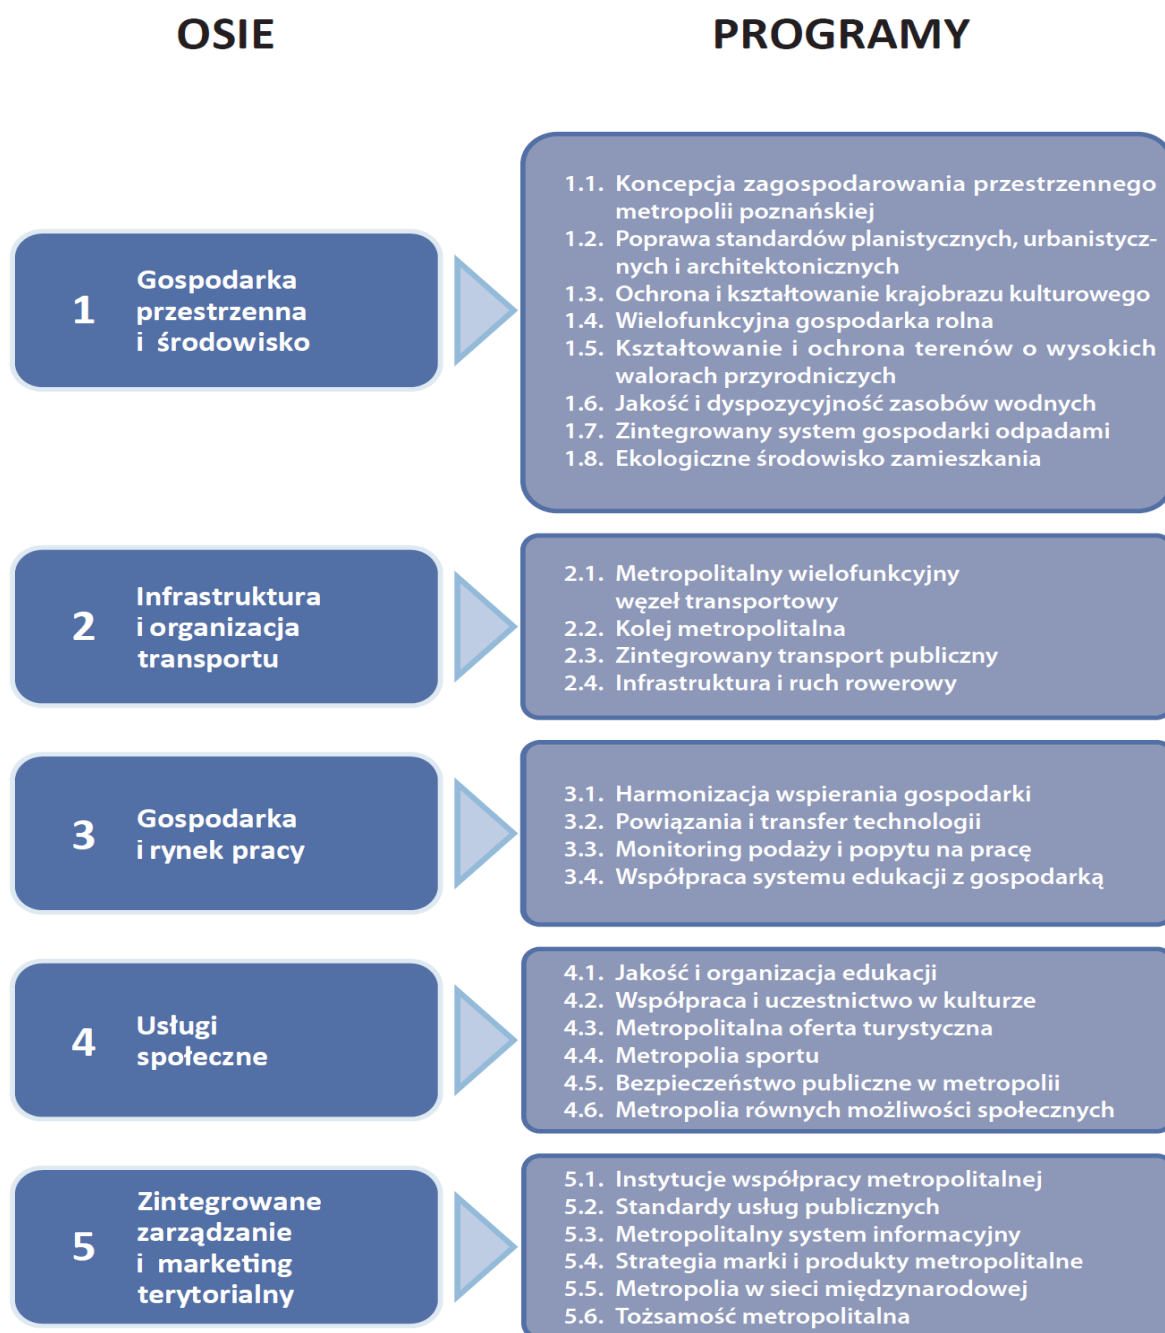 OSIE
PROGRAMY
1
Gospodarka
przestrzenna
i środowisko
1.1. Koncepcja zagospodarowania przestrzennego
metropolii poznańskiej
1.2. Poprawa standardów planistycznych, urbanistycz-
nych i architektonicznych
1.3. Ochrona i kształtowanie krajobrazu kulturowego
1.4. Wielofunkcyjna gospodarka rolna
1.5. Kształtowanie i ochrona terenów o wysokich
walorach przyrodniczych
1.6. Jakość i dyspozycyjność zasobów wodnych
1.7. Zintegrowany system gospodarki odpadami
1.8. Ekologiczne środowisko zamieszkania
2
Infrastruktura
i organizacja
transportu
2.1. Metropolitalny wielofunkcyjny
węzeł transportowy
2.2. Kolej metropolitalna
2.3. Zintegrowany transport publiczny
2.4. Infrastruktura i ruch rowerowy
3
Gospodarka
i rynek pracy
3.1. Harmonizacja wspierania gospodarki
3.2. Powiązania i transfer technologii
3.3. Monitoring podaży i popytu na pracę
3.4. Współpraca systemu edukacji z gospodarką
4
Usługi
społeczne
4.1. Jakość i organizacja edukacji
4.2. Współpraca i uczestnictwo w kulturze
4.3. Metropolitalna oferta turystyczna
4.4. Metropolia sportu
4.5. Bezpieczeństwo publiczne w metropolii
4.6. Metropolia równych możliwości społecznych
5
Zintegrowane
zarządzanie
i marketing
terytorialny
5.1. Instytucje współpracy metropolitalnej
5.2. Standardy usług publicznych
5.3. Metropolitalny system informacyjny
5.4. Strategia marki i produkty metropolitalne
5.5. Metropolia w sieci międzynarodowej
5.6. Tożsamość metropolitalna